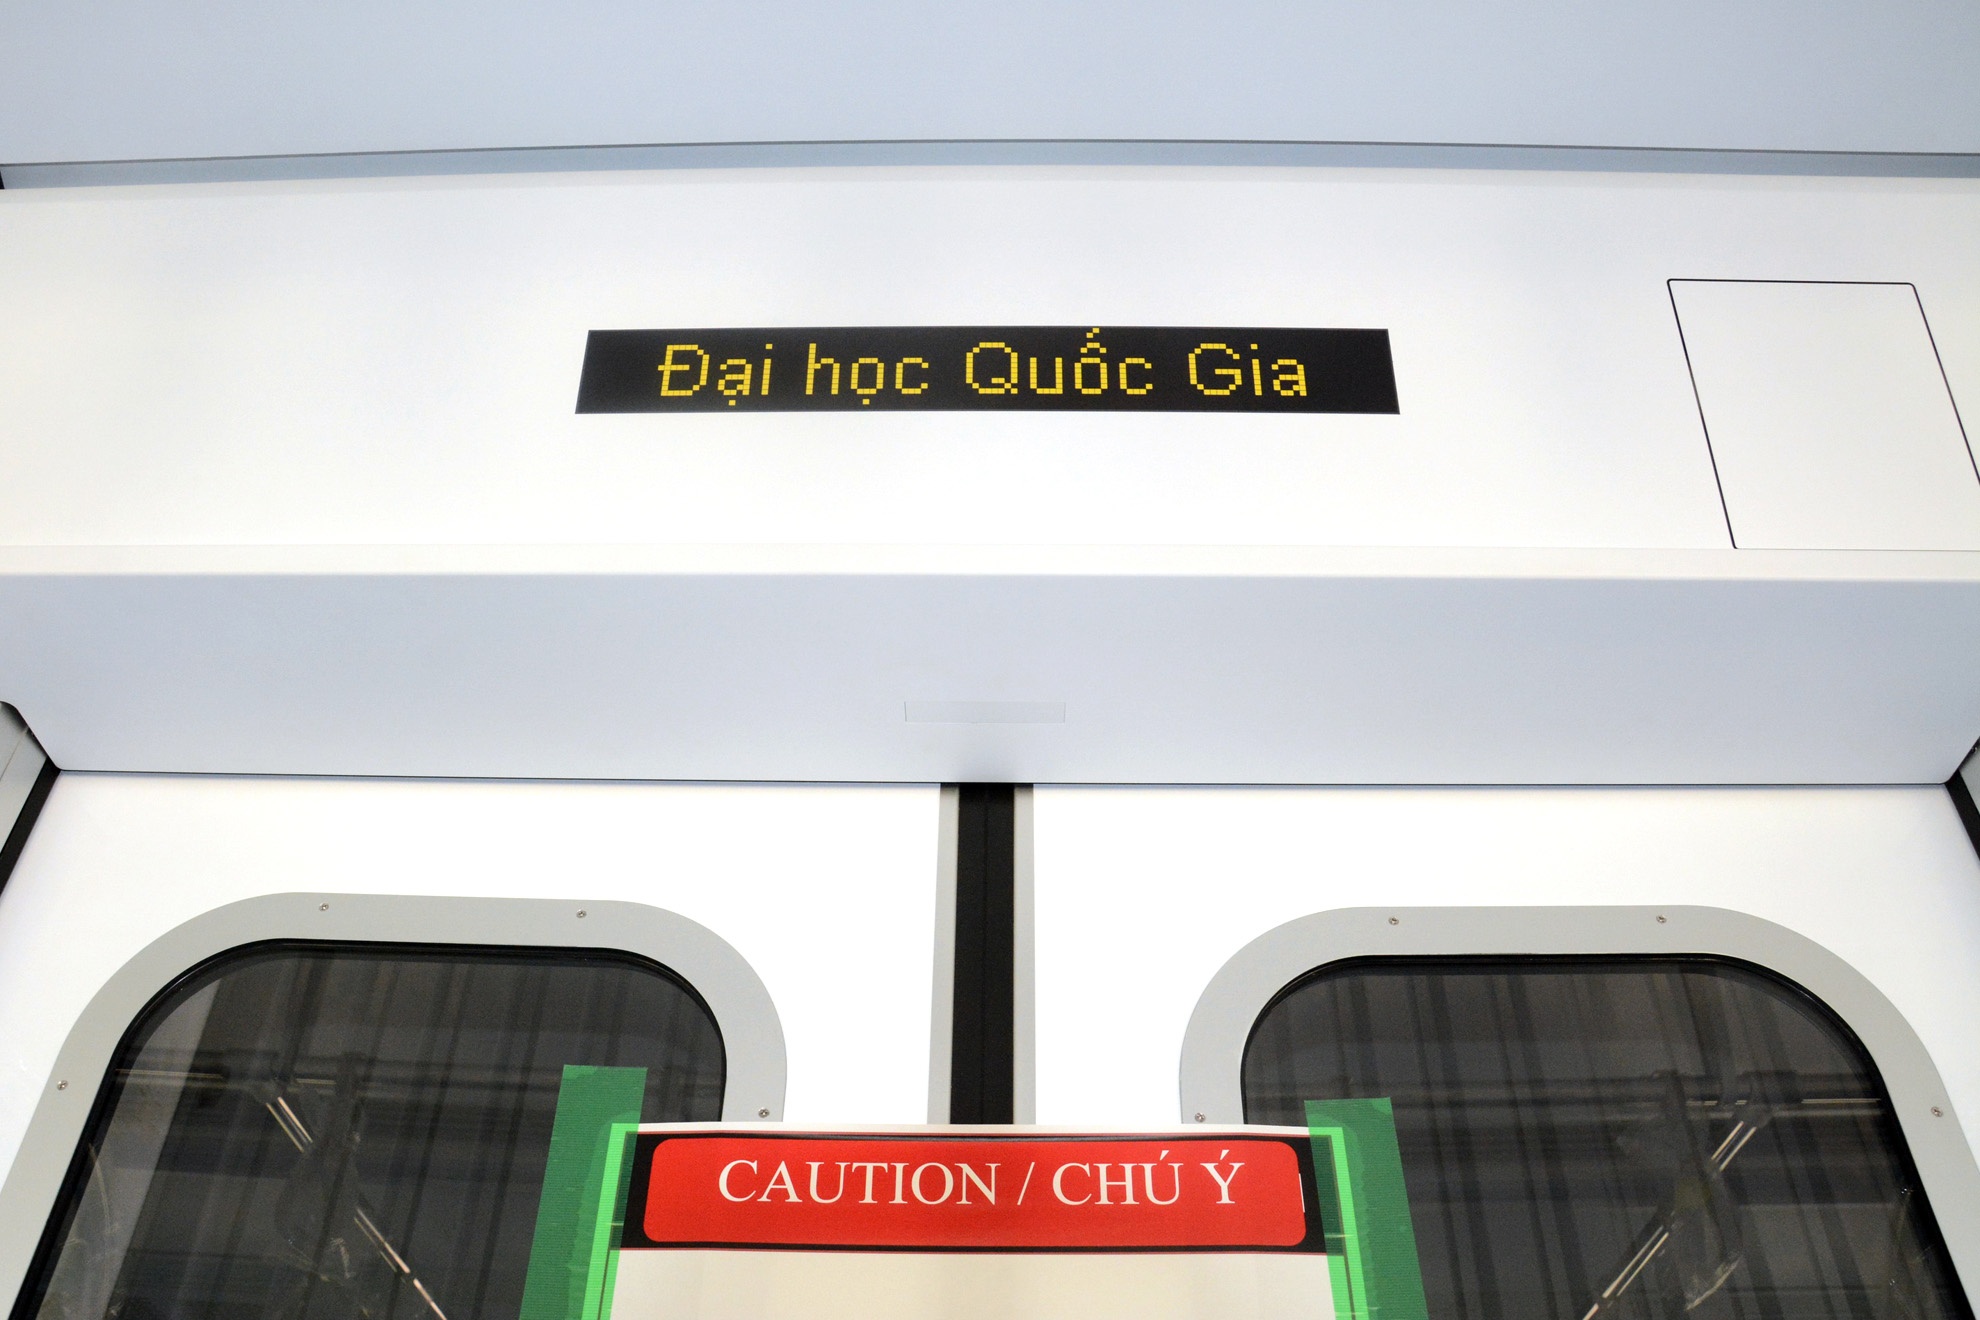 Đại học Quốc Gia
CAUTION / CHÚ Ý